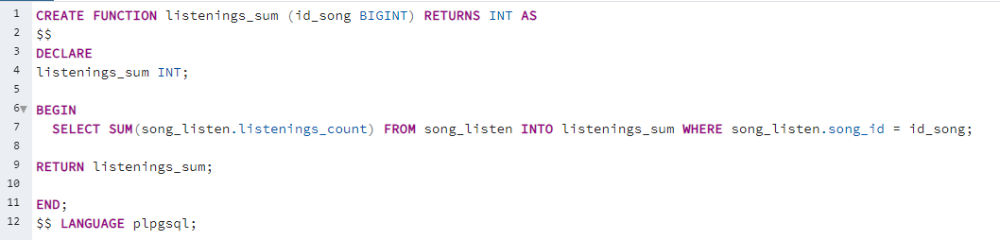 1 CREATE FUNCTION listenings_sum (id_song BIGINT) RETURNS INT AS
2 $$
3 DECLARE
4 listenings_sum INT;
5
6 BEGIN
7 SELECT SUM(song_listen.listenings_count) FROM song_listen INTO listenings_sum WHERE song_listen.song_id = id_song;
8
9 RETURN listenings_sum;
10
11 END;
12 $$ LANGUAGE plpgsql;